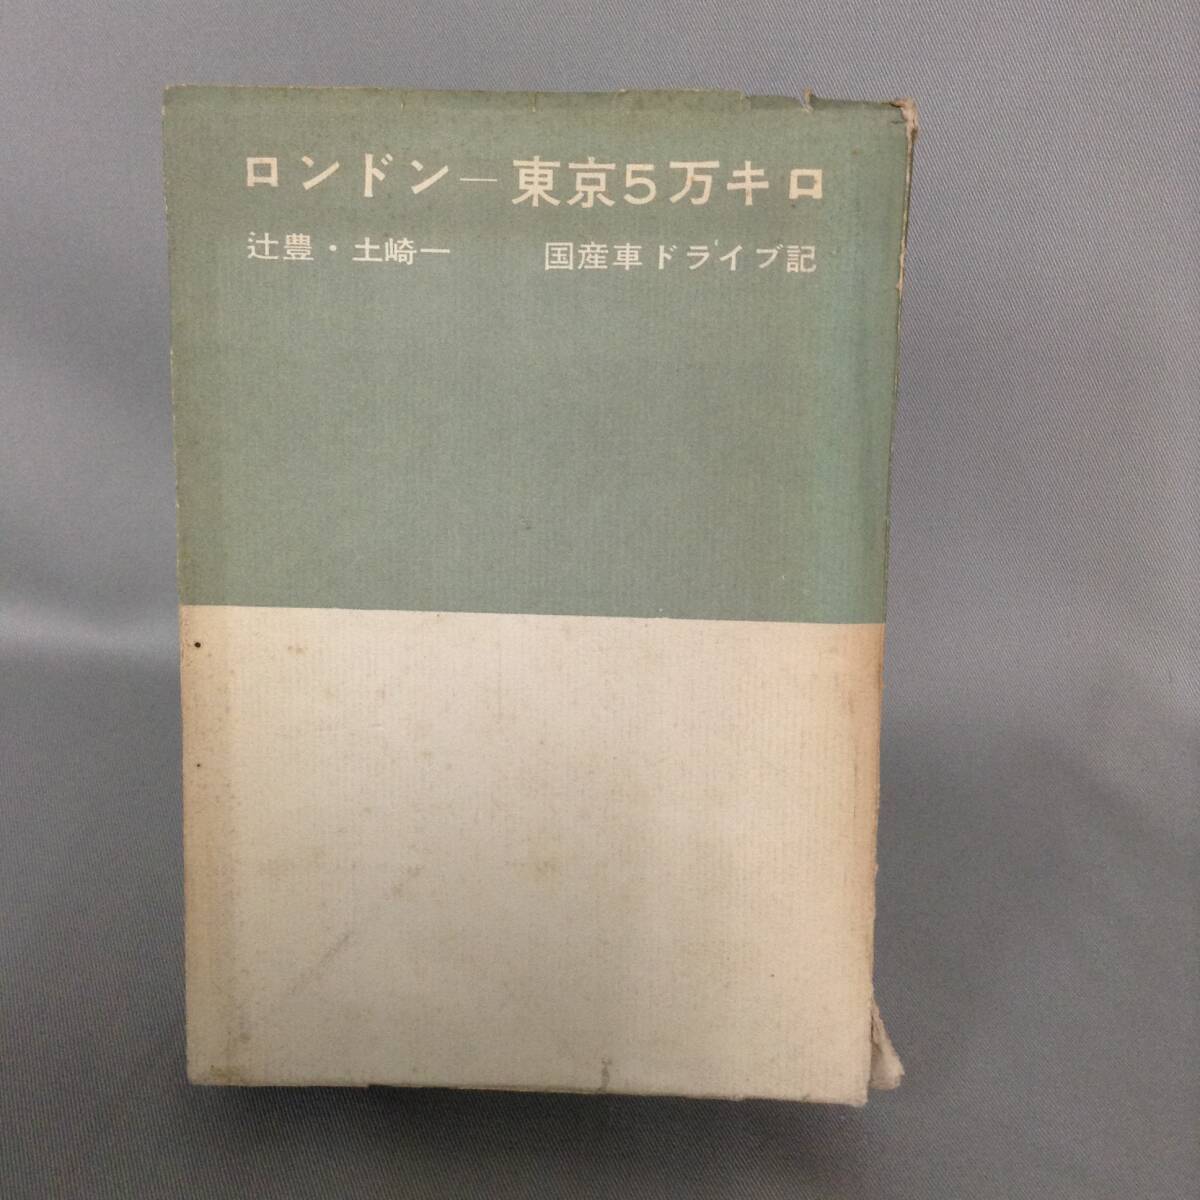 ロンドン―東京5万キロ
辻豊・土崎一　国産車ドライブ記